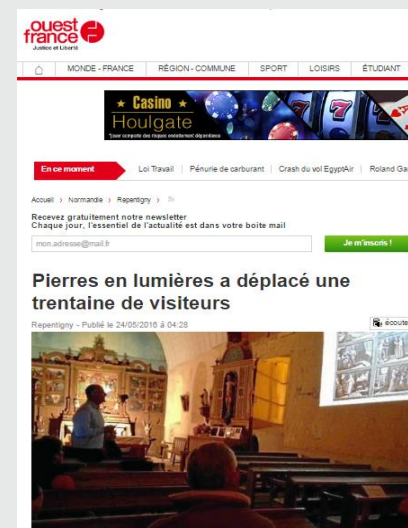 ouest
france
Justice et Liberté
MONDE - FRANCE RÉGION - COMMUNE SPORT LOISIRS ÉTUDIANT
Casino
Houlgate
En ce moment Loi Travail | Pénurie de carburant | Crash du vol EgyptAir | Roland Ga
Accueil > Normandie > Repentigny >
Recevez gratuitement notre newsletter
Chaque jour, l'essentiel de l'actualité est dans votre boite mail
mon.adresse@mail.fr Je m'inscris !
Pierres en lumières a déplacé une
trentaine de visiteurs
Repentigny - Publié le 24/05/2016 à 04:28
écoute